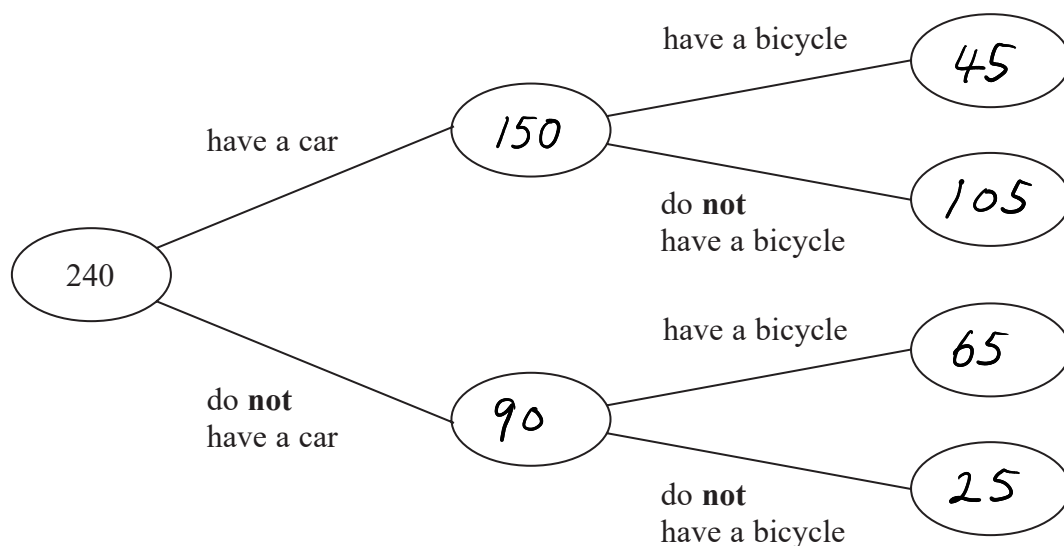 have a bicycle
45
have a car
150
do not
have a bicycle
105
240
have a bicycle
65
do not
have a car
90
do not
have a bicycle
25